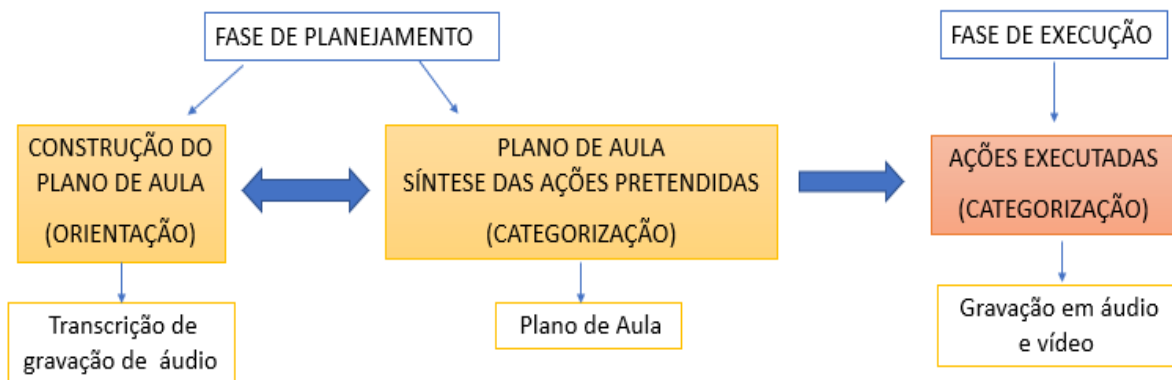 FASE DE PLANEJAMENTO
FASE DE EXECUÇÃO
CONSTRUÇÃO DO
PLANO DE AULA
(ORIENTAÇÃO)
PLANO DE AULA
SÍNTESE DAS AÇÕES PRETENDIDAS
(CATEGORIZAÇÃO)
AÇÕES EXECUTADAS
(CATEGORIZAÇÃO)
Transcrição de
gravação de áudio
Plano de Aula
Gravação em áudio
e vídeo